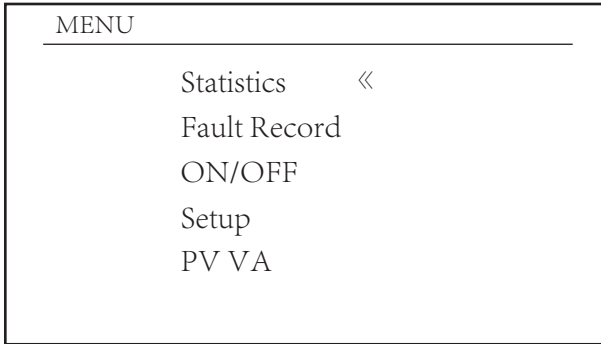 MENU
Statistics 《
Fault Record
ON/OFF
Setup
PV VA